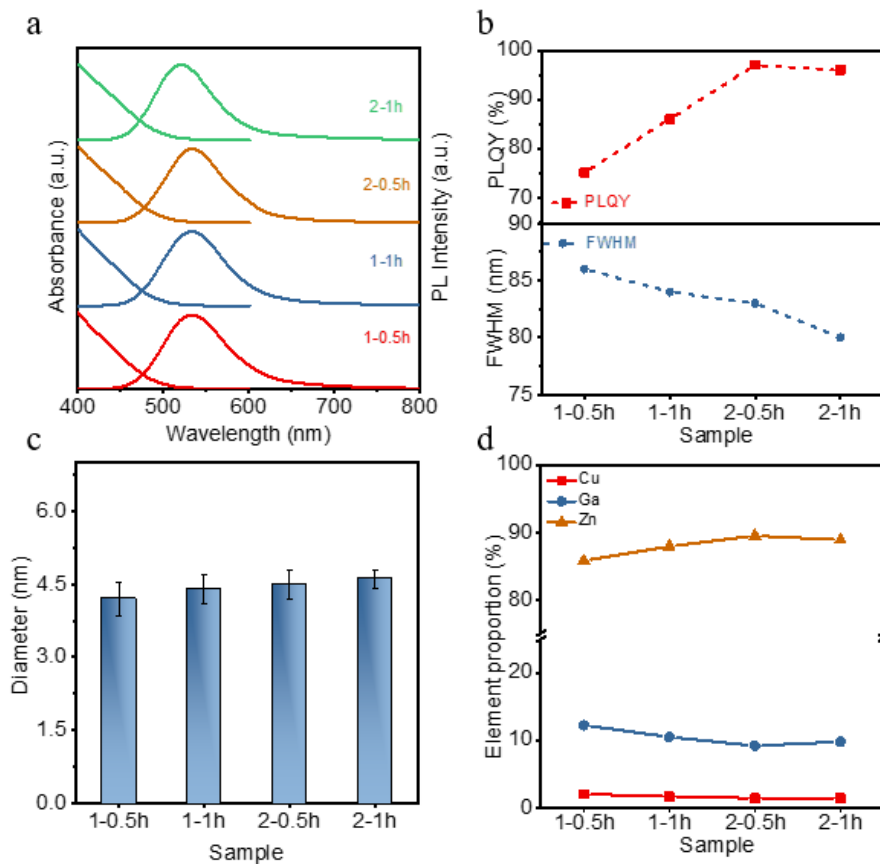 a
Absorbance (a.u.)
PL Intensity (a.u.)
2-1h
2-0.5h
1-1h
1-0.5h
400 500 600 700 800
Wavelength (nm)
b
PLQY (%)
100
90
80
70
PLQY
FWHM (nm)
90
85
80
75
FWHM
1-0.5h 1-1h 2-0.5h 2-1h
Sample
c
Diameter (nm)
6.0
4.5
3.0
1.5
0.0
1-0.5h 1-1h 2-0.5h 2-1h
Sample
d
Element proportion (%)
100
90
80
20
10
0
Cu
Ga
Zn
1-0.5h 1-1h 2-0.5h 2-1h
Sample